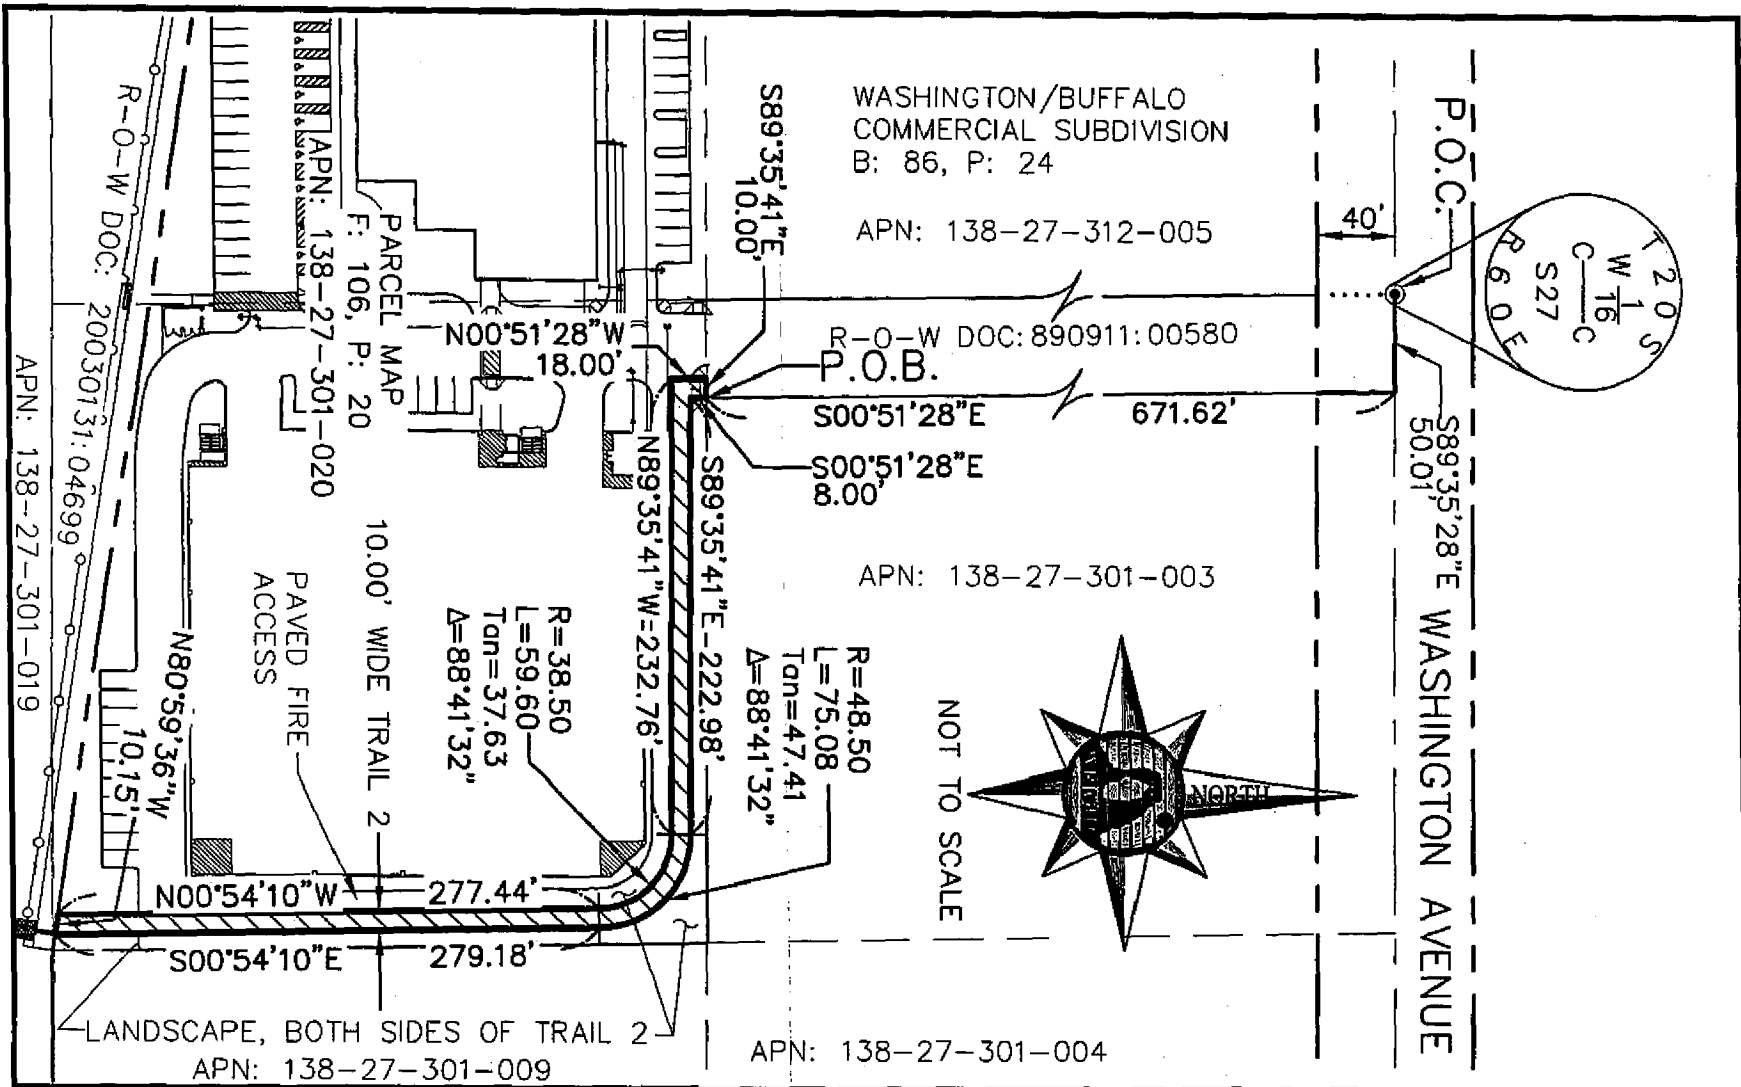 WASHINGTON/BUFFALO
COMMERCIAL SUBDIVISION
B: 86, P: 24
APN: 138-27-312-005
P.O.C.
40'
T20S
W 1/16
C—C
S27
R60E
S89°35'28"E
50.01'
WASHINGTON AVENUE
S89°35'41"E
10.00'
R-O-W DOC: 890911:00580
P.O.B.
S00°51'28"E
671.62'
S00°51'28"E
8.00'
N00°51'28"W
18.00'
R-O-W DOC: 20030131:04699
APN: 138-27-301-019
PARCEL MAP
F: 106, P: 20
APN: 138-27-301-020
S89°35'41"E-222.98'
N89°35'41"W-232.76'
APN: 138-27-301-003
R=48.50
L=75.08
Tan=47.41
Δ=88°41'32"
R=38.50
L=59.60
Tan=37.63
Δ=88°41'32"
10.00' WIDE TRAIL 2
PAVED FIRE
ACCESS
N80°59'36"W
10.15'
NOT TO SCALE
NORTH
N00°54'10"W
277.44'
S00°54'10"E
279.18'
LANDSCAPE, BOTH SIDES OF TRAIL 2
APN: 138-27-301-009
APN: 138-27-301-004